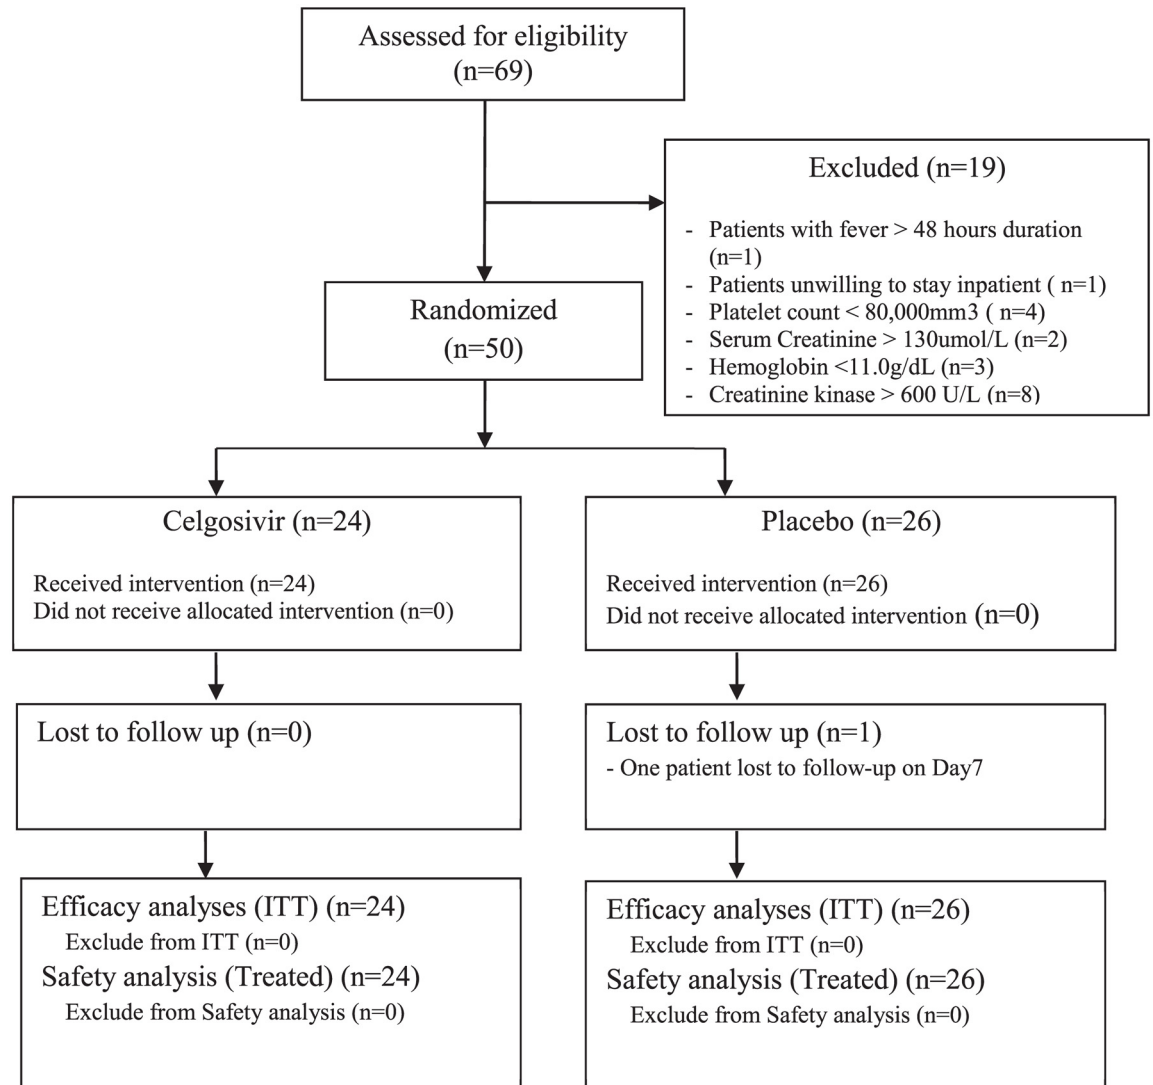 Assessed for eligibility
(n=69)
Excluded (n=19)
- Patients with fever > 48 hours duration
(n=1)
- Patients unwilling to stay inpatient ( n=1)
- Platelet count < 80,000mm3 ( n=4)
- Serum Creatinine > 130umol/L (n=2)
- Hemoglobin <11.0g/dL (n=3)
- Creatinine kinase > 600 U/L (n=8)
Randomized
(n=50)
Celgosivir (n=24)
Received intervention (n=24)
Did not receive allocated intervention (n=0)
Placebo (n=26)
Received intervention (n=26)
Did not receive allocated intervention (n=0)
Lost to follow up (n=0)
Lost to follow up (n=1)
- One patient lost to follow-up on Day7
Efficacy analyses (ITT) (n=24)
Exclude from ITT (n=0)
Safety analysis (Treated) (n=24)
Exclude from Safety analysis (n=0)
Efficacy analyses (ITT) (n=26)
Exclude from ITT (n=0)
Safety analysis (Treated) (n=26)
Exclude from Safety analysis (n=0)